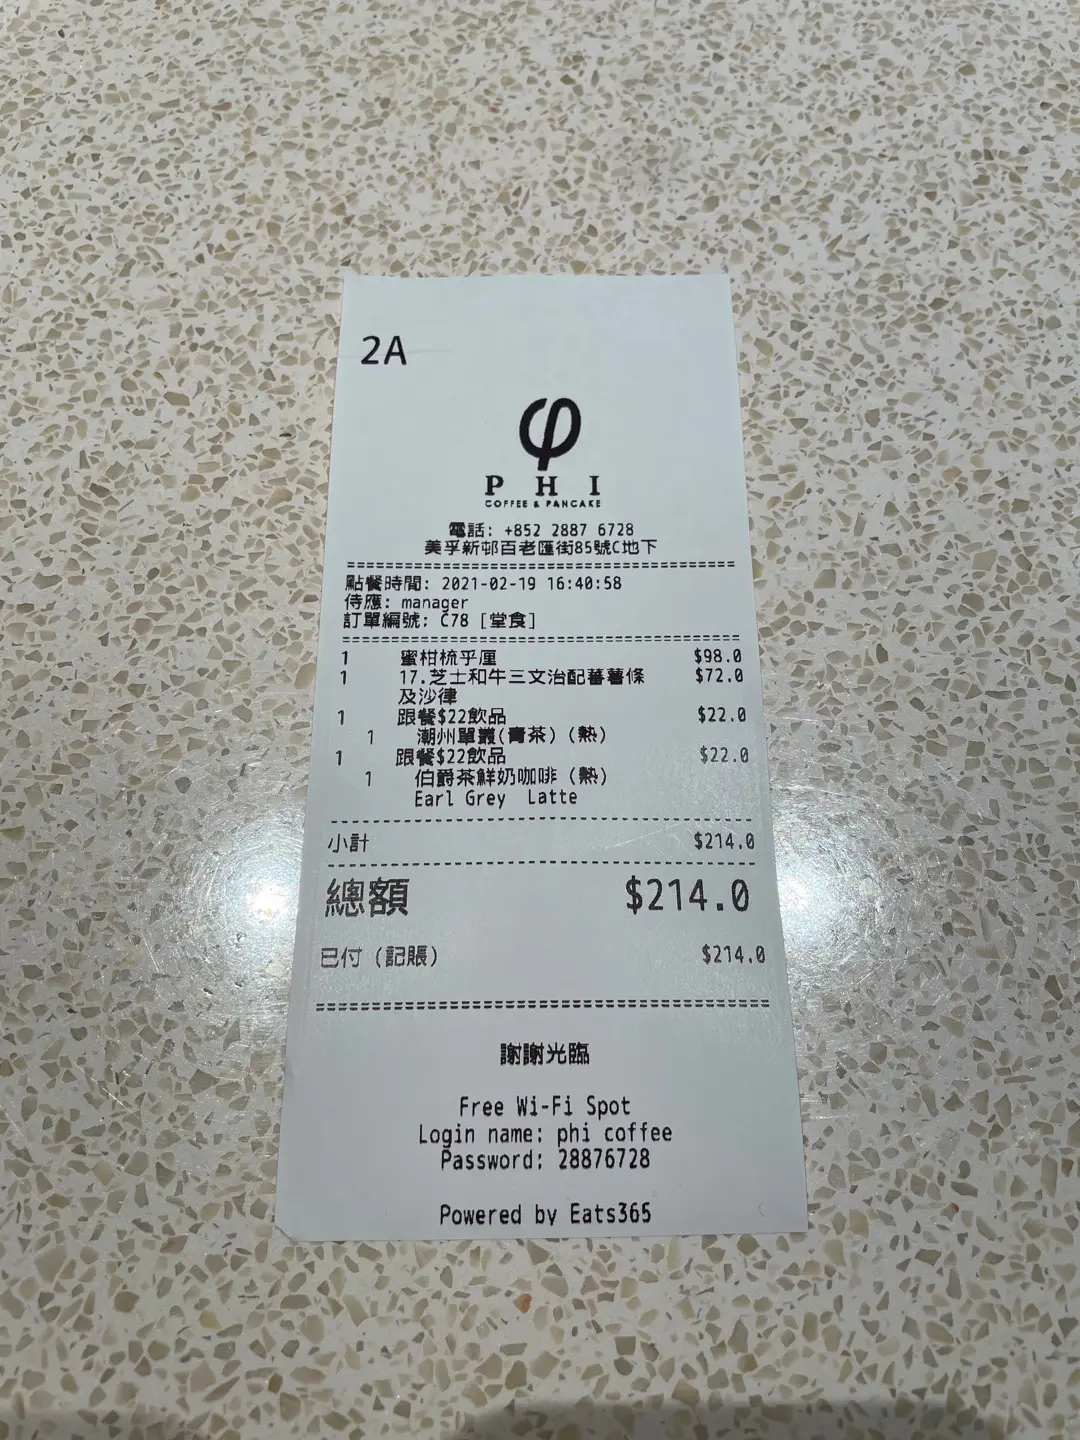 2A
φ
PHI
COFFEE & PANCAKE
電話: +852 2887 6728
美孚新邨百老匯街85號C地下
點餐時間: 2021-02-19 16:40:58
侍應: manager
訂單編號: C78 [堂食]
1 蜜柑梳乎厘 $98.0
1 17.芝士和牛三文治配蕃薯條 $72.0
及沙律
1 跟餐$22飲品 $22.0
1 潮州單叢(青茶)(熱)
1 跟餐$22飲品 $22.0
1 伯爵茶鮮奶咖啡 (熱)
Earl Grey Latte
小計 $214.0
總額 $214.0
已付 (記賬) $214.0
謝謝光臨
Free Wi-Fi Spot
Login name: phi coffee
Password: 28876728
Powered by Eats365